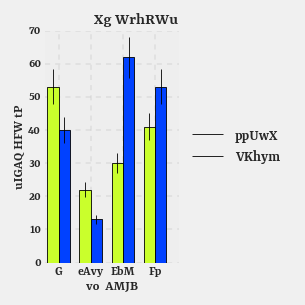 Xg WrhRWu
uIGAQ HFW tP
70
60
50
40
30
20
10
0
G eAvy EbM Fp
vo AMJB
ppUwX
VKhym